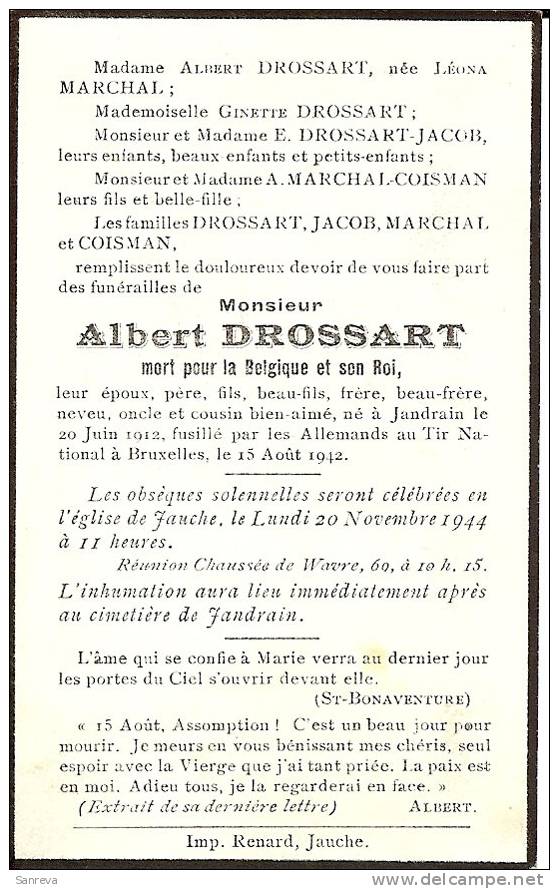 Madame ALBERT DROSSART, née LÉONA
MARCHAL ;
Mademoiselle GINETTE DROSSART ;
Monsieur et Madame E. DROSSART-JACOB,
leurs enfants, beaux-enfants et petits-enfants ;
Monsieur et Madame A. MARCHAL-COISMAN
leurs fils et belle-fille ;
Les familles DROSSART, JACOB, MARCHAL
et COISMAN,
remplissent le douloureux devoir de vous faire part
des funérailles de
Monsieur
Albert DROSSART
mort pour la Belgique et son Roi,
leur époux, père, fils, beau-fils, frère, beau-frère,
neveu, oncle et cousin bien-aimé, né à Jandrain le
20 Juin 1912, fusillé par les Allemands au Tir Na-
tional à Bruxelles, le 15 Août 1942.
Les obsèques solennelles seront célébrées en
l'église de Jauche, le Lundi 20 Novembre 1944
à 11 heures.
Réunion Chaussée de Wavre, 69, à 10 h. 15.
L'inhumation aura lieu immédiatement après
au cimetière de Jandrain.
L'âme qui se confie à Marie verra au dernier jour
les portes du Ciel s'ouvrir devant elle.
(ST-BONAVENTURE)
« 15 Août, Assomption ! C'est un beau jour pour
mourir. Je meurs en vous bénissant mes chéris, seul
espoir avec la Vierge que j'ai tant priée. La paix est
en moi. Adieu tous, je la regarderai en face. »
(Extrait de sa dernière lettre) ALBERT.
Imp. Renard, Jauche.
Sanreva
delcampe.net